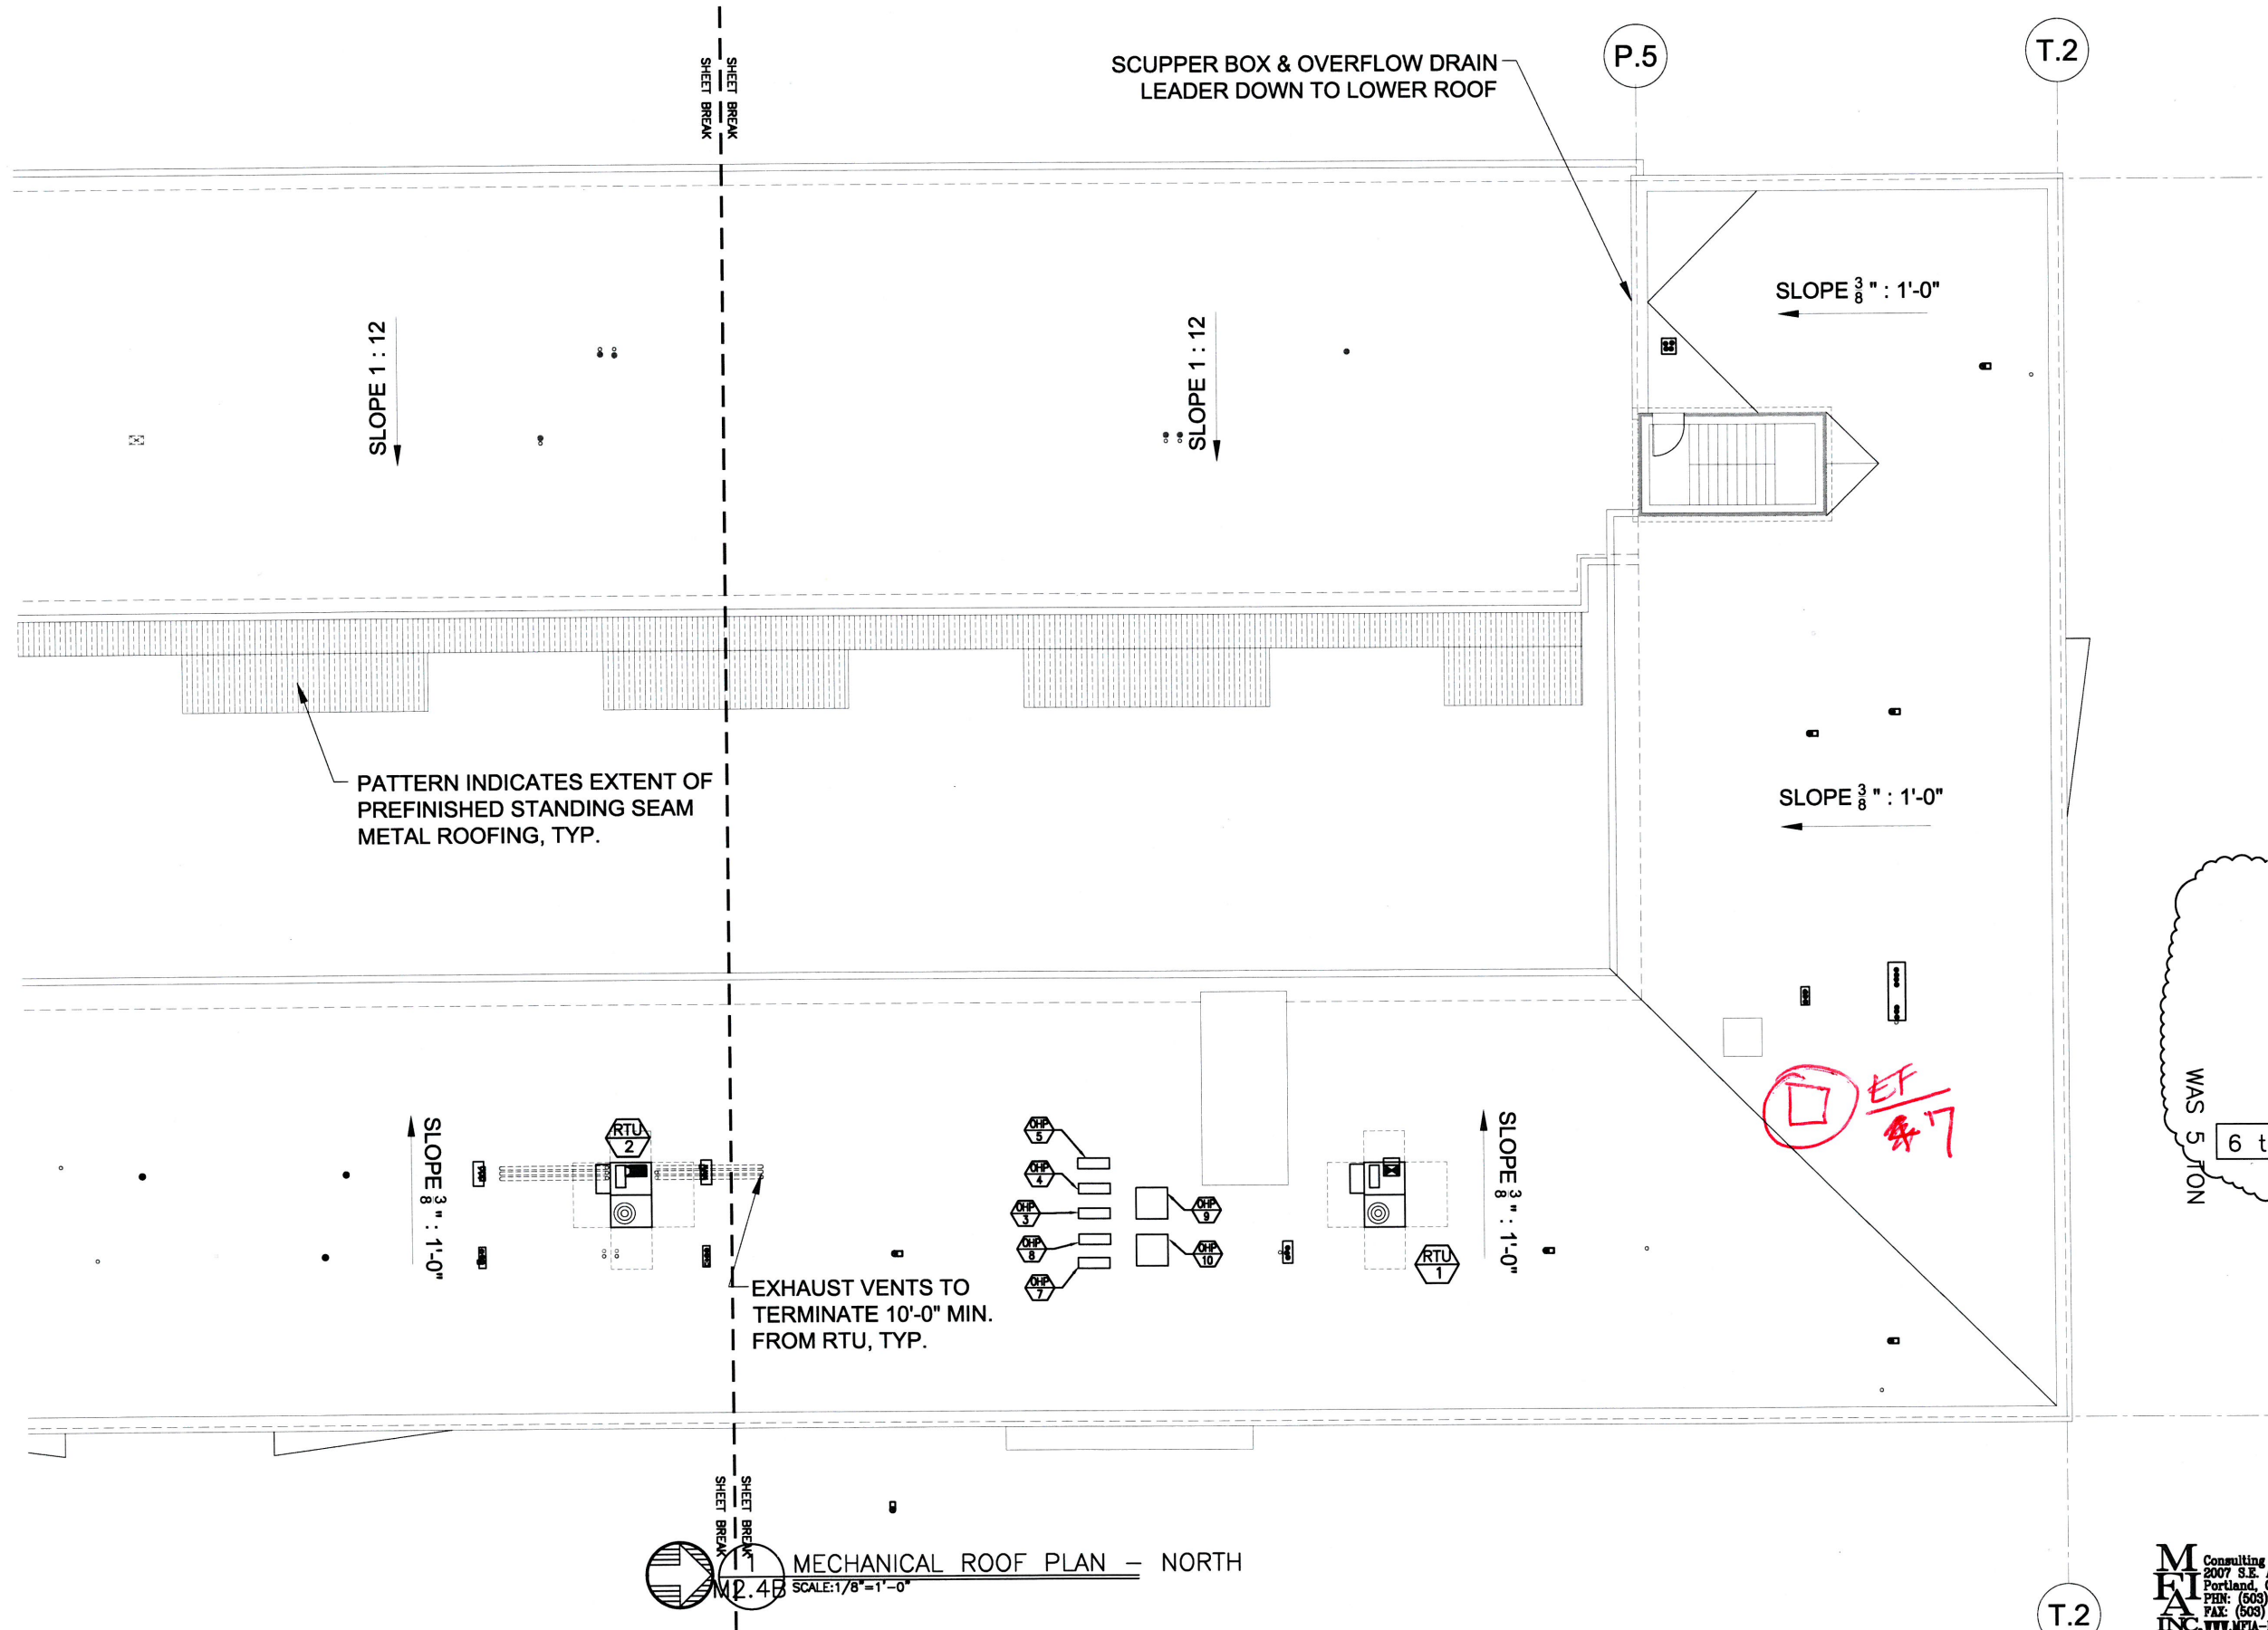 SHEET BREAK
SHEET BREAK
SCUPPER BOX & OVERFLOW DRAIN
LEADER DOWN TO LOWER ROOF
P.5
T.2
SLOPE 3/8" : 1'-0"
SLOPE 1 : 12
SLOPE 1 : 12
PATTERN INDICATES EXTENT OF
PREFINISHED STANDING SEAM
METAL ROOFING, TYP.
SLOPE 3/8" : 1'-0"
WAS 5 TON
6 t
EF
7
RTU
2
SLOPE 3/8" : 1'-0"
OHP
5
OHP
4
OHP
3
OHP
8
OHP
7
OHP
9
OHP
10
SLOPE 3/8" : 1'-0"
RTU
1
EXHAUST VENTS TO
TERMINATE 10'-0" MIN.
FROM RTU, TYP.
SHEET BREAK
SHEET BREAK
1
M2.4B
MECHANICAL ROOF PLAN – NORTH
SCALE:1/8"=1'-0"
T.2
MFIA INC.
Consulting
2007 S.E.
Portland,
PHN: (503)
FAX: (503)
WWW.MFIA-